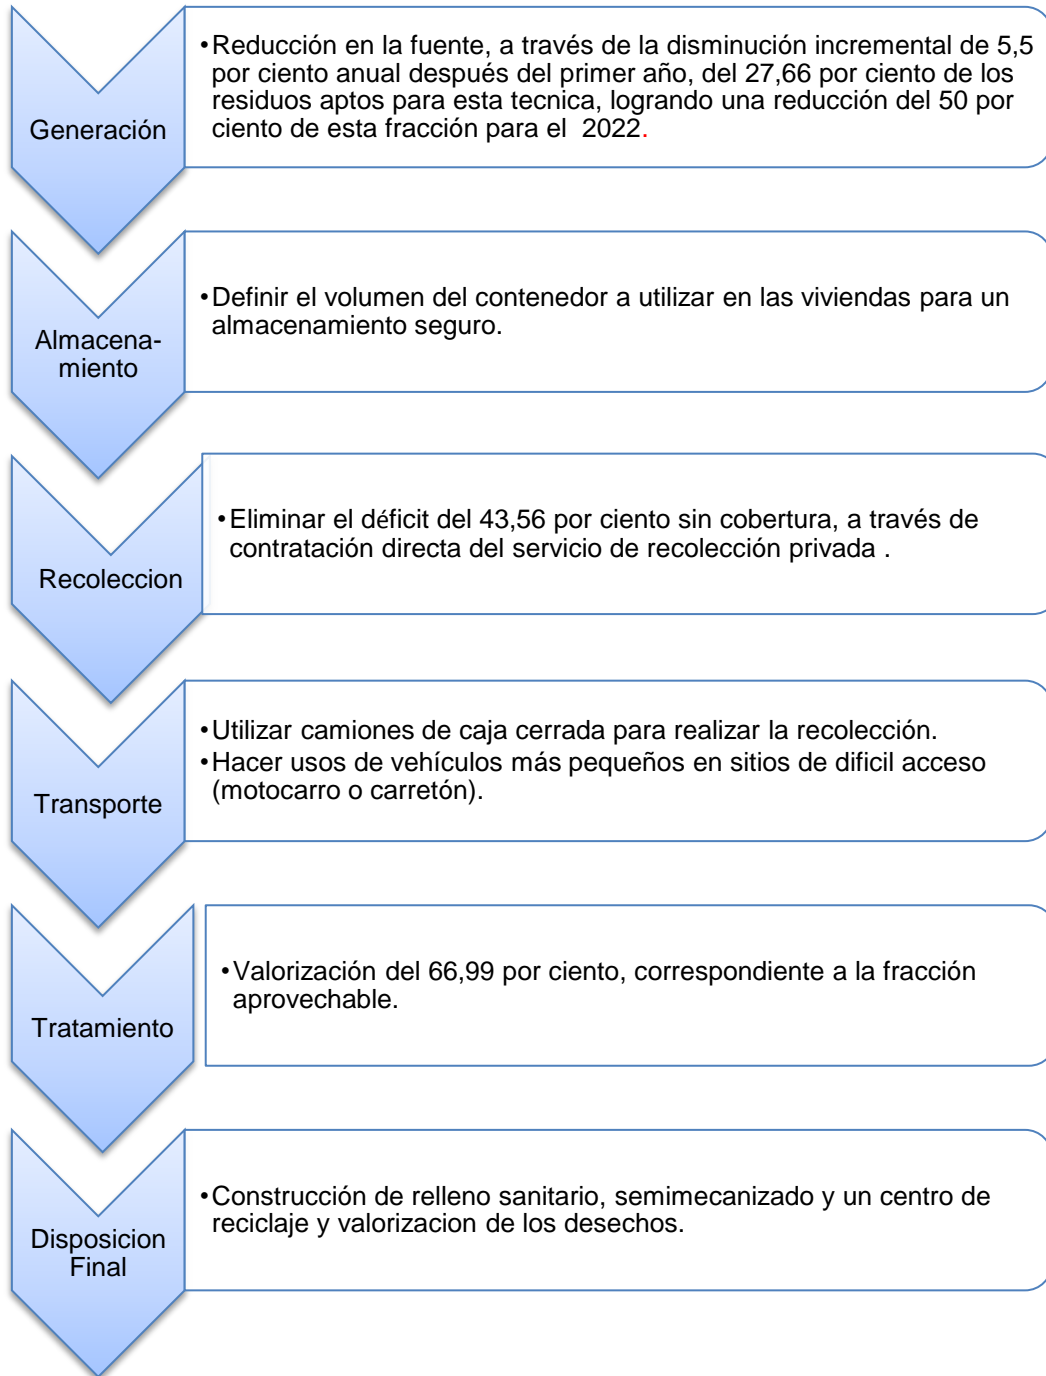 Generación
•Reducción en la fuente, a través de la disminución incremental de 5,5
por ciento anual después del primer año, del 27,66 por ciento de los
residuos aptos para esta tecnica, logrando una reducción del 50 por
ciento de esta fracción para el 2022.
Almacena-
miento
•Definir el volumen del contenedor a utilizar en las viviendas para un
almacenamiento seguro.
Recoleccion
•Eliminar el déficit del 43,56 por ciento sin cobertura, a través de
contratación directa del servicio de recolección privada .
Transporte
•Utilizar camiones de caja cerrada para realizar la recolección.
•Hacer usos de vehículos más pequeños en sitios de dificil acceso
(motocarro o carretón).
Tratamiento
•Valorización del 66,99 por ciento, correspondiente a la fracción
aprovechable.
Disposicion
Final
•Construcción de relleno sanitario, semimecanizado y un centro de
reciclaje y valorizacion de los desechos.